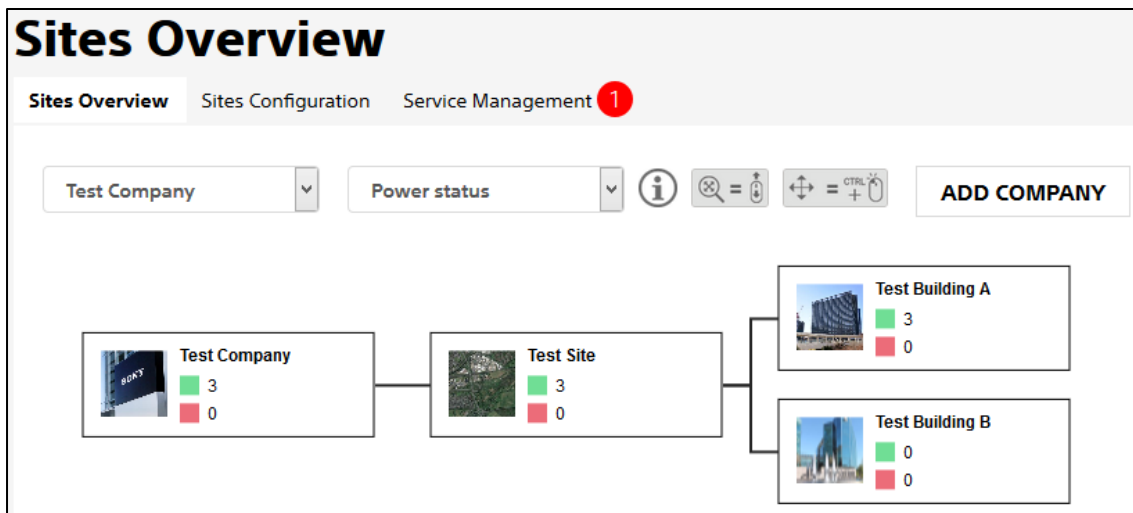 Sites Overview
Sites Overview Sites Configuration Service Management 1
Test Company Power status i = CTRL + = ADD COMPANY
Test Building A
3
0
Test Company
3
0
Test Site
3
0
Test Building B
0
0
SONY